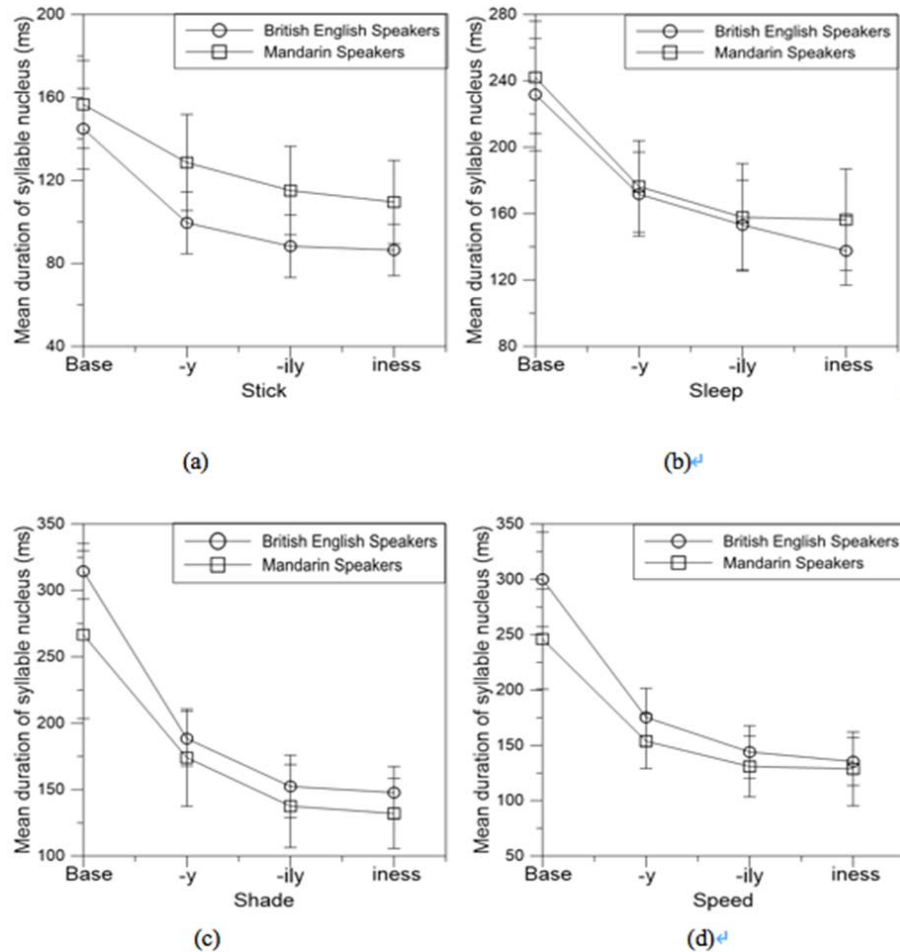 Mean duration of syllable nucleus (ms)
200
160
120
80
40
British English Speakers
Mandarin Speakers
Base
-y
-ily
iness
Stick
(a)
Mean duration of syllable nucleus (ms)
280
240
200
160
120
80
British English Speakers
Mandarin Speakers
Base
-y
-ily
iness
Sleep
(b)↵
Mean duration of syllable nucleus (ms)
350
300
250
200
150
100
British English Speakers
Mandarin Speakers
Base
-y
-ily
iness
Shade
(c)
Mean duration of syllable nucleus (ms)
350
300
250
200
150
100
50
British English Speakers
Mandarin Speakers
Base
-y
-ily
iness
Speed
(d)↵